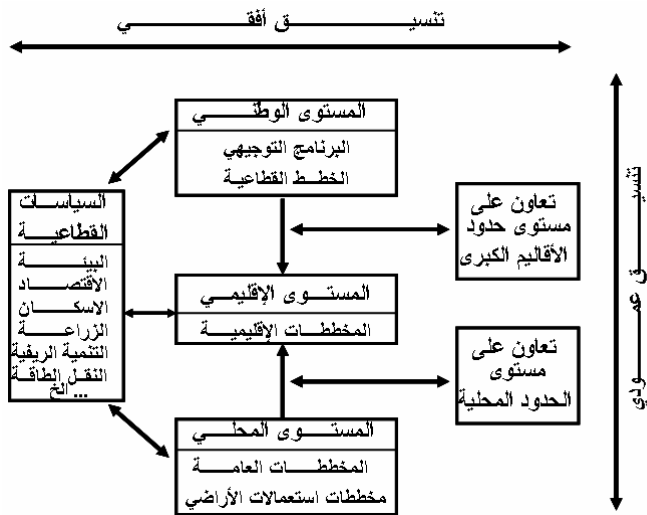 تنسيق أفقي
المستوى الوطني
البرنامج التوجيهي
الخطط القطاعية
تعاون على
مستوى حدود
الأقاليم الكبرى
السياسات
القطاعية
البيئة
الأقتصاد
الاسكان
الزراعة
التنمية الريفية
النقل الطاقة
... الخ
المستوى الإقليمي
المخططات الإقليمية
تعاون على
مستوى
الحدود المحلية
المستوى المحلي
المخططات العامة
مخططات استعمالات الأراضي
تنسيق عمودي